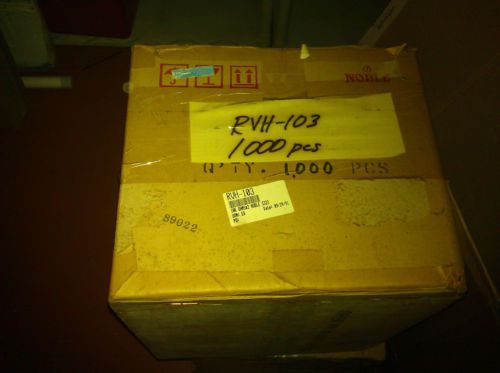 NOBLE
RVH-103
1000 pcs
Q'TY. 1,000 PCS
RVH-103
89022